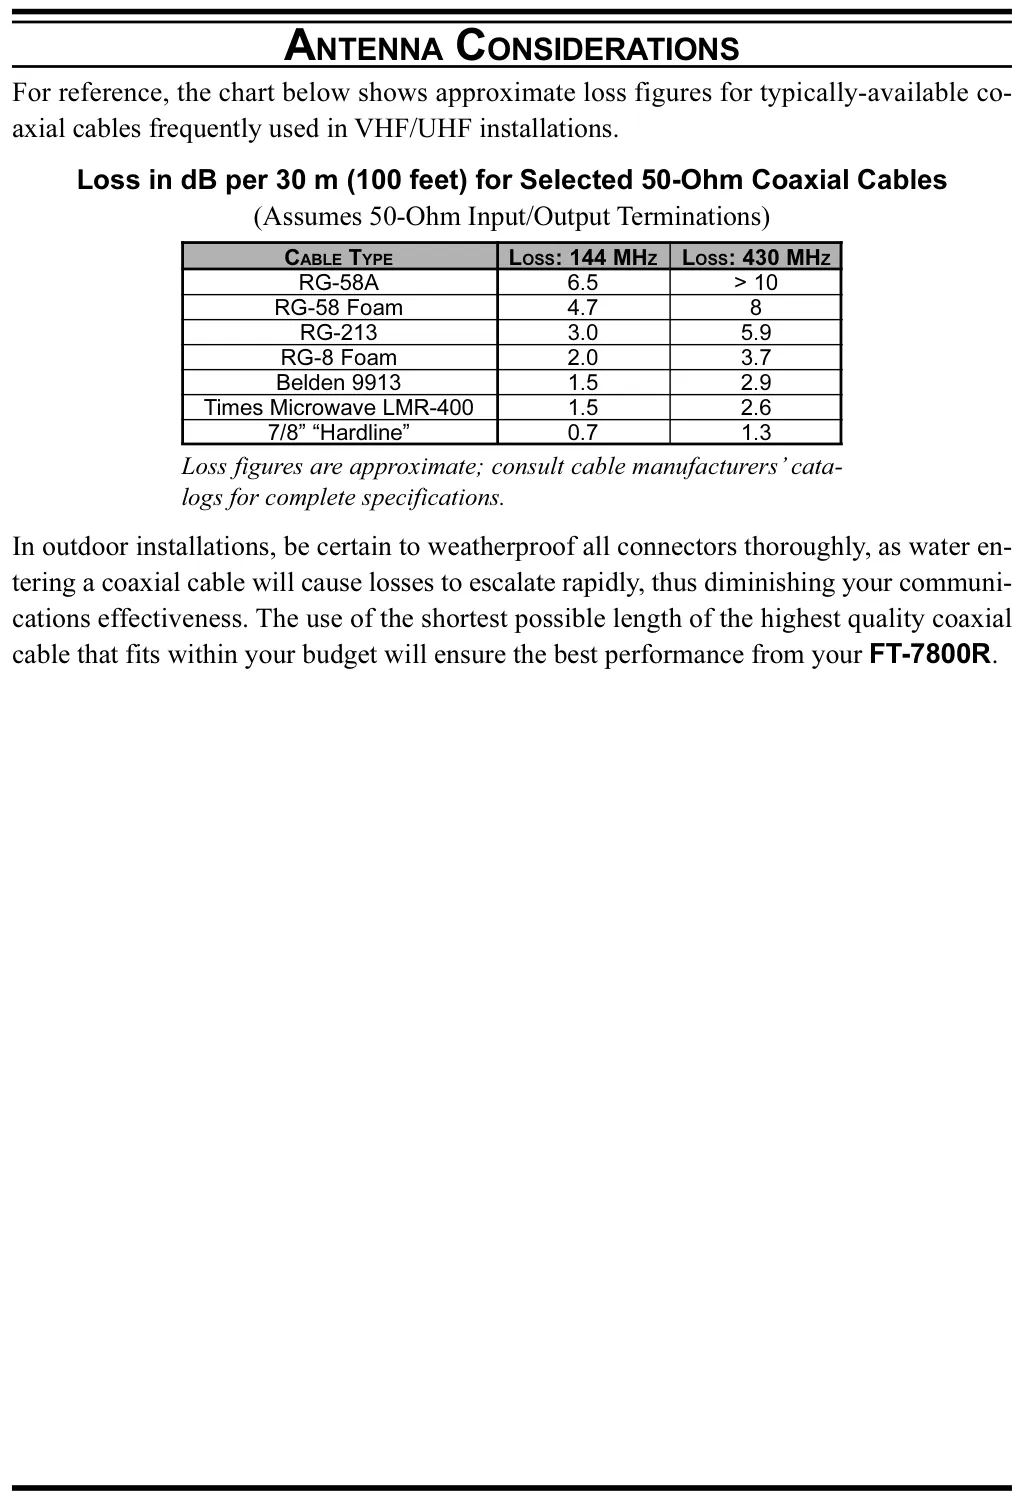 ANTENNA CONSIDERATIONS
For reference, the chart below shows approximate loss figures for typically-available co-
axial cables frequently used in VHF/UHF installations.
Loss in dB per 30 m (100 feet) for Selected 50-Ohm Coaxial Cables
(Assumes 50-Ohm Input/Output Terminations)
CABLE TYPE LOSS: 144 MHZ LOSS: 430 MHZ
RG-58A 6.5 > 10
RG-58 Foam 4.7 8
RG-213 3.0 5.9
RG-8 Foam 2.0 3.7
Belden 9913 1.5 2.9
Times Microwave LMR-400 1.5 2.6
7/8” “Hardline” 0.7 1.3
Loss figures are approximate; consult cable manufacturers’ cata-
logs for complete specifications.
In outdoor installations, be certain to weatherproof all connectors thoroughly, as water en-
tering a coaxial cable will cause losses to escalate rapidly, thus diminishing your communi-
cations effectiveness. The use of the shortest possible length of the highest quality coaxial
cable that fits within your budget will ensure the best performance from your FT-7800R.